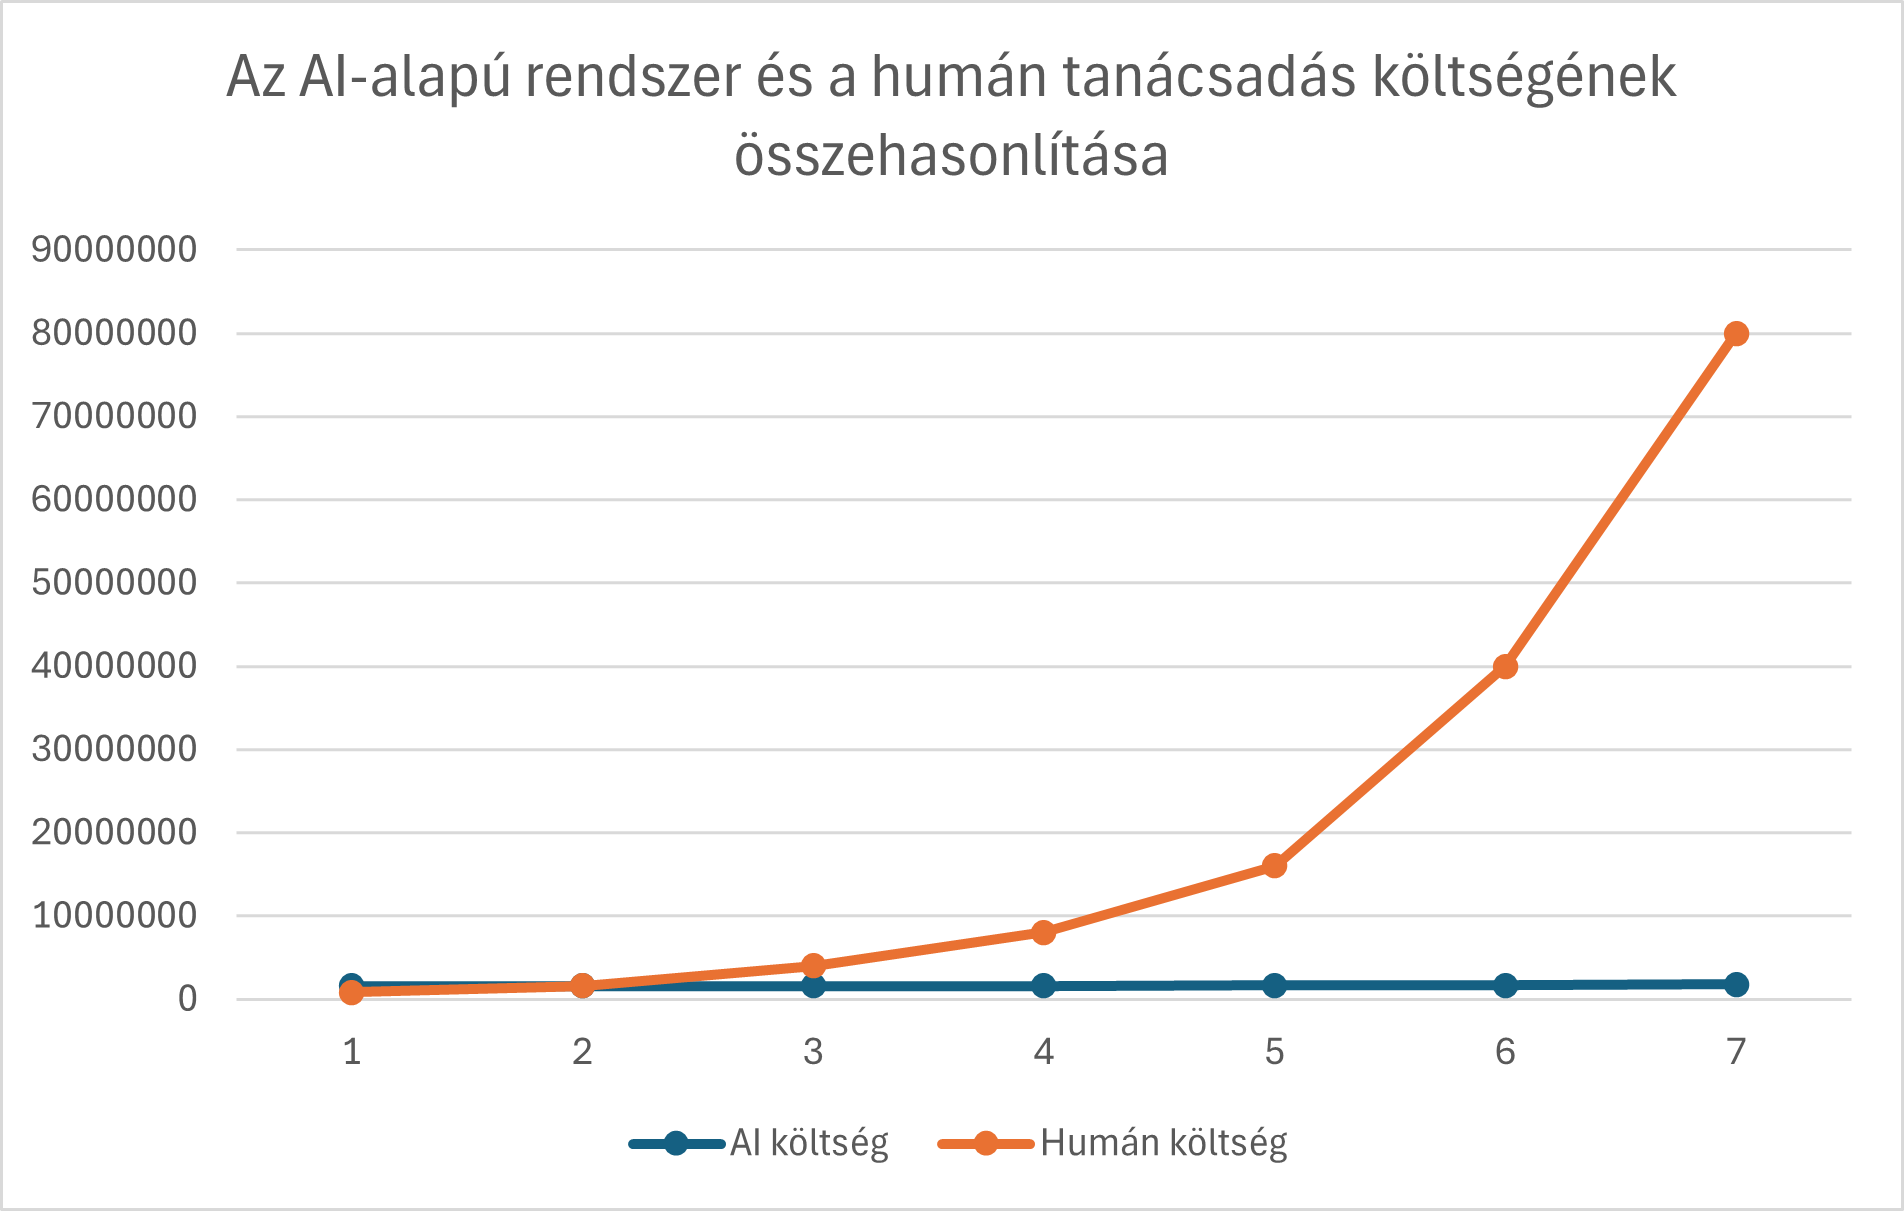 Az AI-alapú rendszer és a humán tanácsadás költségének
összehasonlítása
90000000
80000000
70000000
60000000
50000000
40000000
30000000
20000000
10000000
0
1 2 3 4 5 6 7
AI költség Humán költség